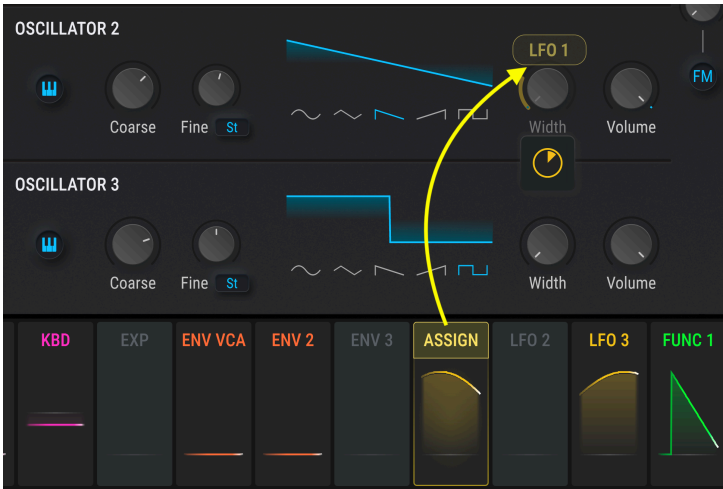 OSCILLATOR 2
LFO 1
FM
Coarse
Fine
St
Width
Volume
OSCILLATOR 3
Coarse
Fine
St
Width
Volume
KBD
EXP
ENV VCA
ENV 2
ENV 3
ASSIGN
LFO 2
LFO 3
FUNC 1